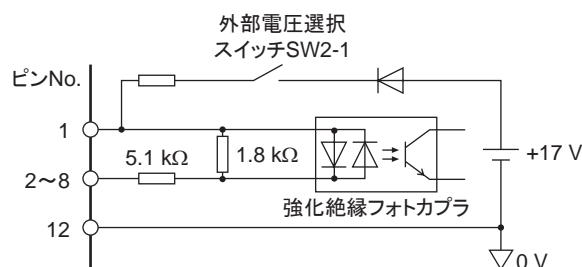 外部電圧選択
スイッチSW2-1
ピンNo.
1
5.1 kΩ
1.8 kΩ
+17 V
2～8
強化絶縁フォトカプラ
12
0 V